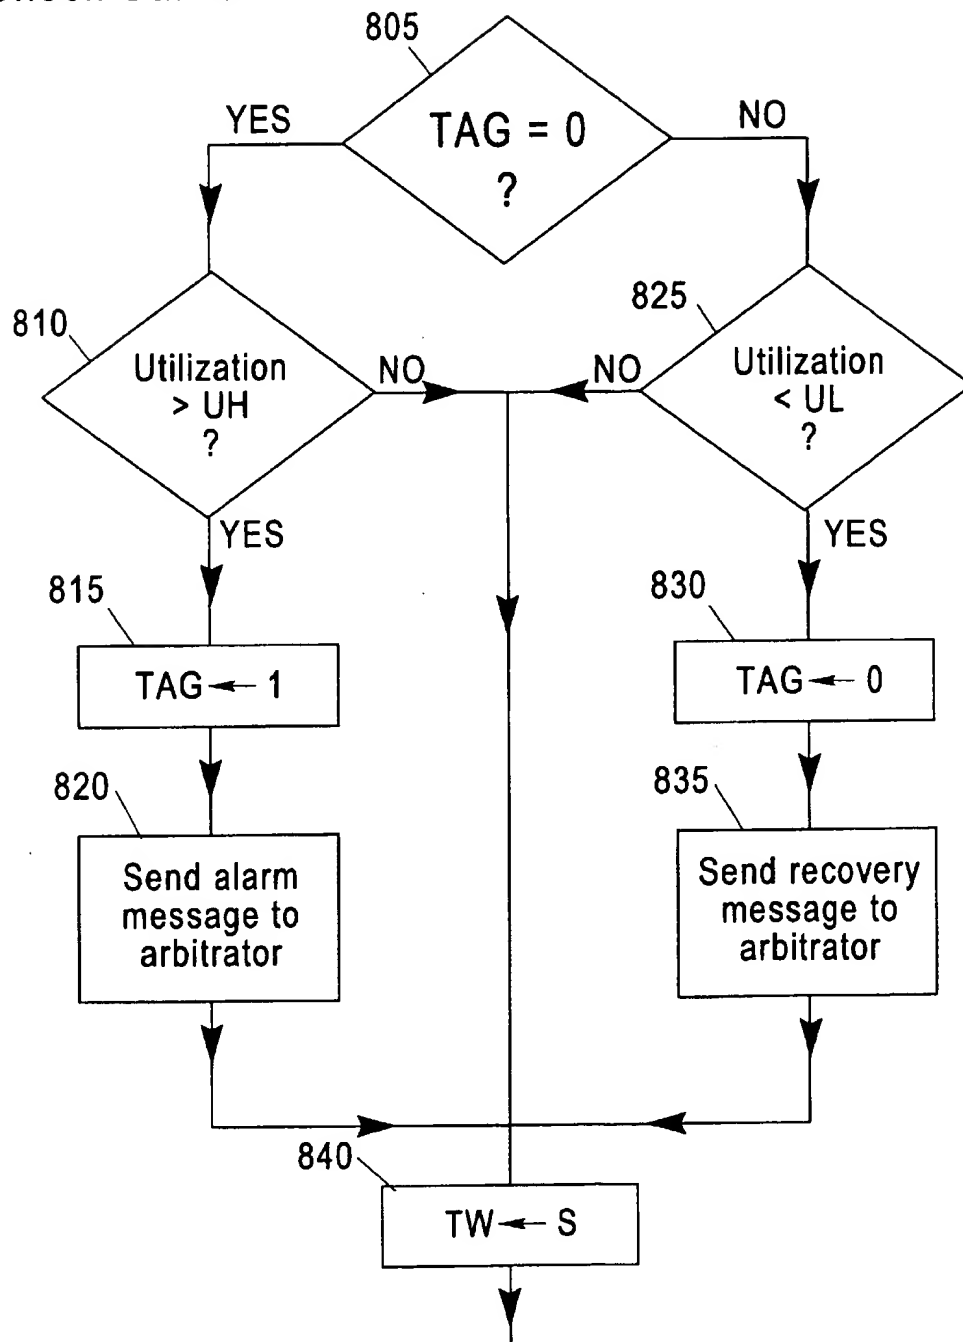 805
YES
NO
TAG = 0
?
810
825
Utilization
> UH
?
NO
NO
Utilization
< UL
?
YES
YES
815
830
TAG ← 1
TAG ← 0
820
835
Send alarm
message to
arbitrator
Send recovery
message to
arbitrator
840
TW ← S